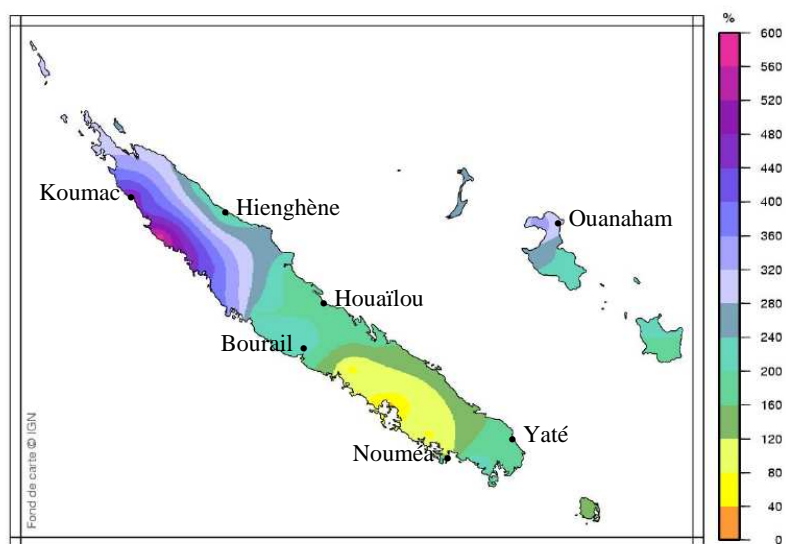 %
600
560
520
480
440
400
360
320
280
240
200
160
120
80
40
0
Koumac
Hienghène
Ouanaham
Houaïlou
Bourail
Yaté
Nouméa
Fond de carte © IGN